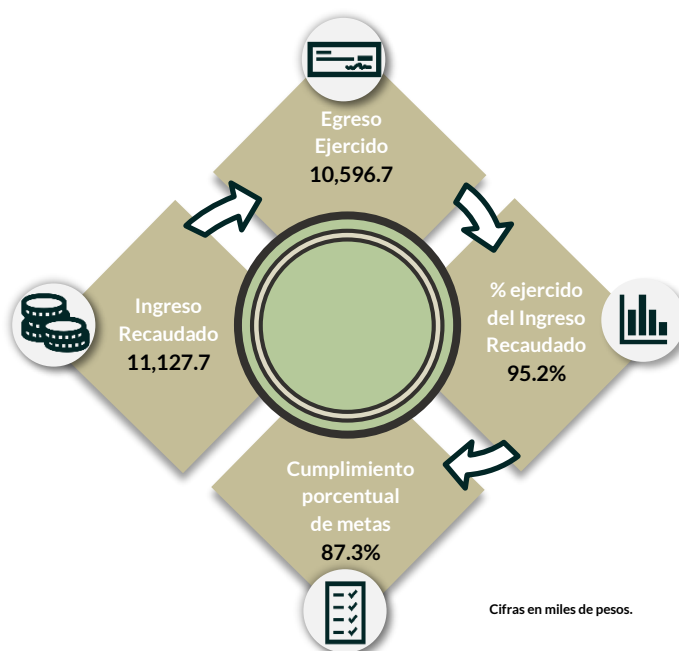 Egreso
Ejercido
10,596.7
Ingreso
Recaudado
11,127.7
% ejercido
del Ingreso
Recaudado
95.2%
Cumplimiento
porcentual
de metas
87.3%
Cifras en miles de pesos.